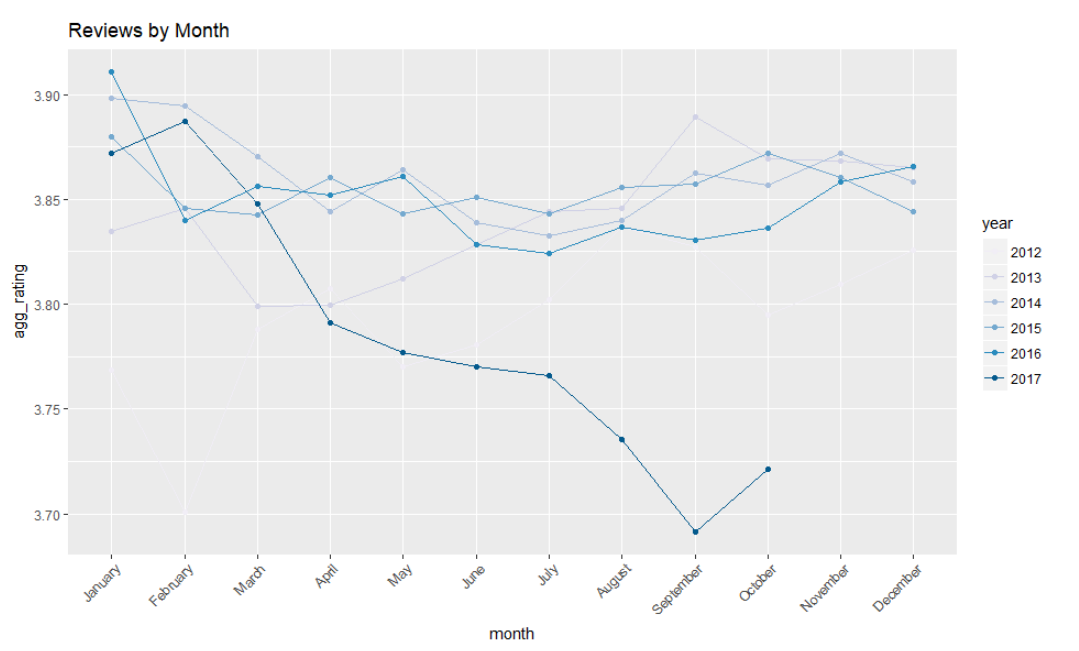 Reviews by Month
3.90
3.85
3.80
3.75
3.70
agg_rating
January
February
March
April
May
June
July
August
September
October
November
December
month
year
2012
2013
2014
2015
2016
2017